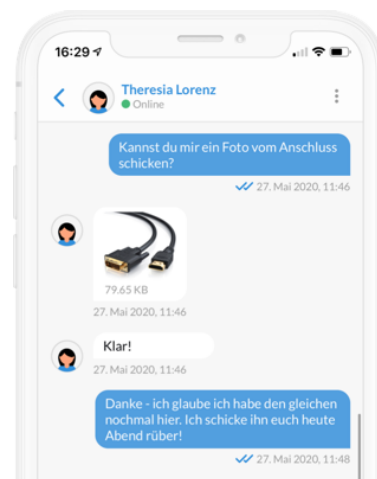 16:29
Theresia Lorenz
Online
Kannst du mir ein Foto vom Anschluss
schicken?
27. Mai 2020, 11:46
79.65 KB
27. Mai 2020, 11:46
Klar!
27. Mai 2020, 11:46
Danke - ich glaube ich habe den gleichen
nochmal hier. Ich schicke ihn euch heute
Abend rüber!
27. Mai 2020, 11:48